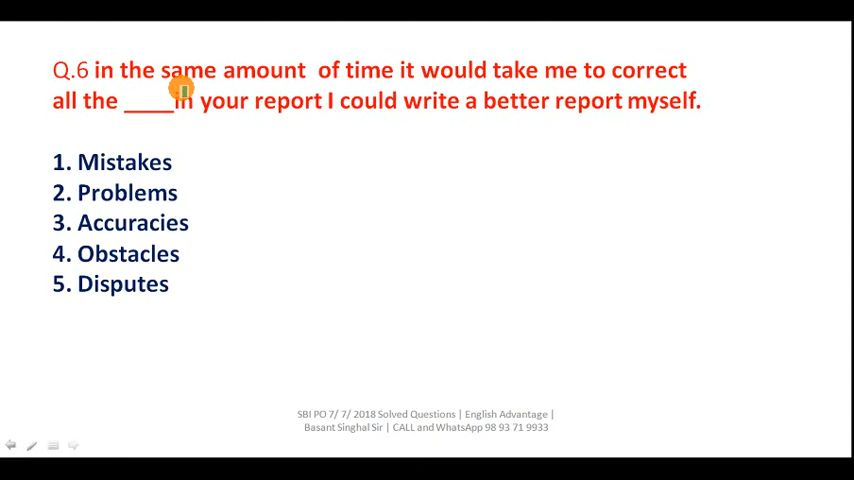 Q.6 in the same amount of time it would take me to correct
all the ____in your report I could write a better report myself.
1. Mistakes
2. Problems
3. Accuracies
4. Obstacles
5. Disputes
SBI PO 7/ 7/ 2018 Solved Questions | English Advantage |
Basant Singhal Sir | CALL and WhatsApp 98 93 71 9933